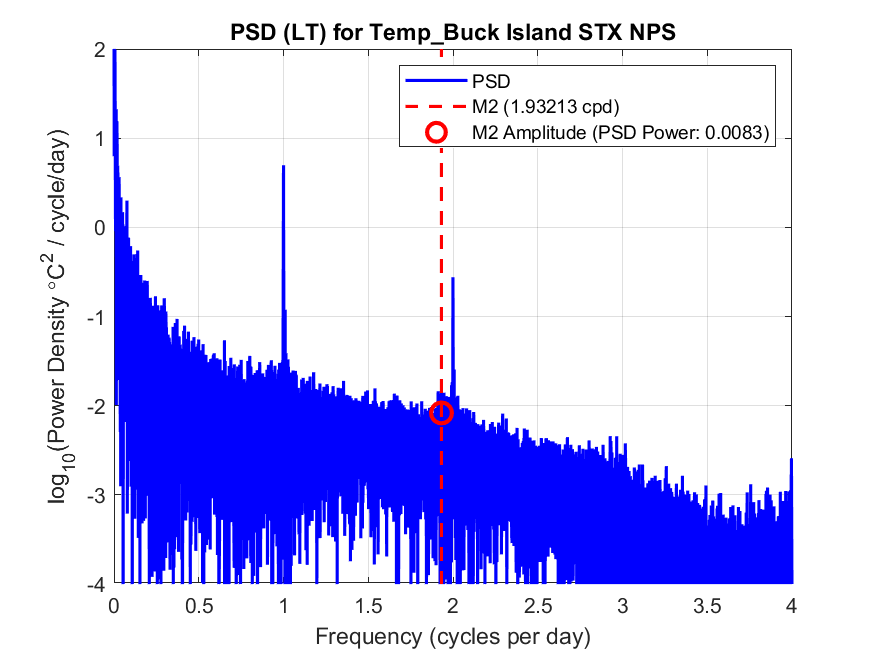 PSD (LT) for Temp_Buck Island STX NPS
PSD
M2 (1.93213 cpd)
M2 Amplitude (PSD Power: 0.0083)
log10(Power Density °C2 / cycle/day)
2
1
0
-1
-2
-3
-4
0 0.5 1 1.5 2 2.5 3 3.5 4
Frequency (cycles per day)